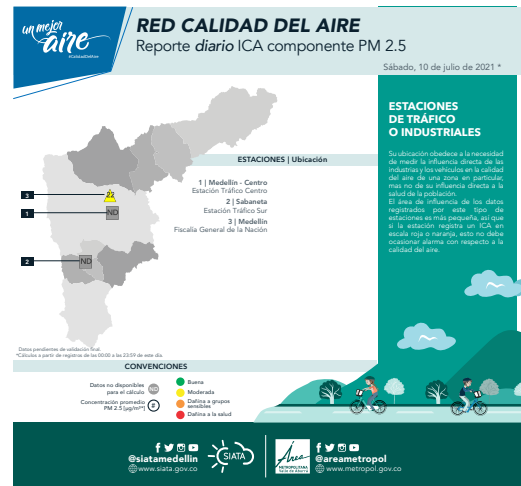 un mejor
aire
#CalidadDelAire
RED CALIDAD DEL AIRE
Reporte diario ICA componente PM 2.5
Sábado, 10 de julio de 2021 *
ESTACIONES | Ubicación
1 | Medellín - Centro
Estación Tráfico Centro
2 | Sabaneta
Estación Tráfico Sur
3 | Medellín
Fiscalía General de la Nación
3
22
1
ND
2
ND
ESTACIONES
DE TRÁFICO
O INDUSTRIALES
Su ubicación obedece a la necesidad
de medir la influencia directa de las
industrias y los vehículos en la calidad
del aire de una zona en particular,
mas no de su influencia directa a la
salud de la población.
El área de influencia de los datos
registrados por este tipo de
estaciones es más pequeña, así que
si la estación registra un ICA en
escala roja o naranja, esto no debe
ocasionar alarma con respecto a la
calidad del aire.
Datos pendientes de validación final.
*Cálculos a partir de registros de las 00:00 a las 23:59 de este día.
CONVENCIONES
Datos no disponibles
para el cálculo
ND
Concentración promedio
PM 2.5 [µg/m³*]
#
Buena
Moderada
Dañina a grupos
sensibles
Dañina a la salud
@siatamedellin
www.siata.gov.co
SIATA
Área
METROPOLITANA
Valle de Aburrá
@areametropol
www.metropol.gov.co